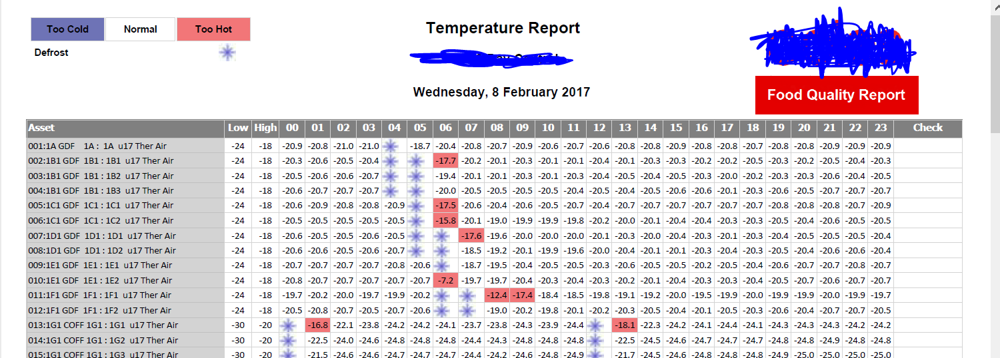 Too Cold Normal Too Hot
Defrost
Temperature Report
Wednesday, 8 February 2017
Food Quality Report
Asset Low High 00 01 02 03 04 05 06 07 08 09 10 11 12 13 14 15 16 17 18 19 20 21 22 23 Check
001:1A GDF 1A : 1A u17 Ther Air -24 -18 -20.9 -20.8 -21.0 -21.0 -18.7 -20.4 -20.8 -20.7 -20.9 -20.6 -20.7 -20.6 -20.8 -20.8 -20.9 -20.8 -20.8 -20.7 -20.8 -20.8 -20.9 -20.9 -20.9
002:1B1 GDF 1B1 : 1B1 u17 Ther Air -24 -18 -20.3 -20.6 -20.5 -20.4 -17.7 -20.2 -20.1 -20.3 -20.1 -20.1 -20.4 -20.1 -20.3 -20.3 -20.2 -20.2 -20.5 -20.3 -20.2 -20.5 -20.4 -20.3
003:1B1 GDF 1B1 : 1B2 u17 Ther Air -24 -18 -20.5 -20.6 -20.6 -20.7 -19.4 -20.1 -20.1 -20.3 -20.1 -20.3 -20.4 -20.5 -20.4 -20.5 -20.3 -20.0 -20.2 -20.3 -20.3 -20.6 -20.4 -20.5
004:1B1 GDF 1B1 : 1B3 u17 Ther Air -24 -18 -20.6 -20.7 -20.7 -20.7 -20.0 -20.5 -20.5 -20.5 -20.5 -20.4 -20.5 -20.4 -20.5 -20.6 -20.6 -20.1 -20.3 -20.6 -20.5 -20.7 -20.7 -20.7
005:1C1 GDF 1C1 : 1C1 u17 Ther Air -24 -18 -20.6 -20.9 -20.8 -20.8 -20.9 -17.5 -20.6 -20.4 -20.6 -20.5 -20.7 -20.4 -20.7 -20.7 -20.7 -20.7 -20.7 -20.7 -20.8 -20.8 -20.8 -20.7 -20.9
006:1C1 GDF 1C1 : 1C2 u17 Ther Air -24 -18 -20.5 -20.5 -20.5 -20.5 -20.5 -15.8 -20.1 -19.0 -19.9 -19.9 -19.8 -20.2 -20.0 -20.1 -20.4 -20.4 -20.3 -20.3 -20.5 -20.4 -20.6 -20.5 -20.5
007:1D1 GDF 1D1 : 1D1 u17 Ther Air -24 -18 -20.6 -20.5 -20.5 -20.6 -20.5 -17.6 -19.6 -20.0 -20.0 -20.0 -20.1 -20.3 -20.0 -20.4 -20.3 -20.1 -20.3 -20.4 -20.5 -20.5 -20.5 -20.4
008:1D1 GDF 1D1 : 1D2 u17 Ther Air -24 -18 -20.6 -20.6 -20.5 -20.6 -20.7 -18.5 -19.2 -20.1 -19.9 -19.6 -20.0 -20.4 -20.1 -20.1 -20.3 -20.4 -20.3 -20.5 -20.4 -20.6 -20.6 -20.4
009:1E1 GDF 1E1 : 1E1 u17 Ther Air -24 -18 -20.7 -20.7 -20.7 -20.7 -20.8 -20.6 -18.7 -19.5 -20.4 -20.5 -20.5 -20.3 -20.6 -20.5 -20.5 -20.2 -20.5 -20.4 -20.6 -20.7 -20.7 -20.8 -20.7
010:1E1 GDF 1E1 : 1E2 u17 Ther Air -24 -18 -20.8 -20.7 -20.7 -20.7 -20.7 -20.7 -7.2 -19.7 -19.7 -20.4 -20.3 -20.4 -20.3 -20.2 -20.1 -20.4 -20.3 -20.4 -20.3 -20.5 -20.7 -20.6 -20.7 -20.7
011:1F1 GDF 1F1 : 1F1 u17 Ther Air -24 -18 -19.7 -20.2 -20.0 -19.7 -19.9 -20.2 -12.4 -17.4 -18.4 -18.5 -19.8 -19.1 -19.2 -20.0 -19.5 -19.9 -20.0 -19.9 -19.9 -20.0 -19.9 -19.7
012:1F1 GDF 1F1 : 1F2 u17 Ther Air -24 -18 -20.5 -20.8 -20.7 -20.5 -20.7 -20.6 -19.0 -20.2 -19.8 -20.1 -20.2 -20.3 -20.5 -20.4 -20.1 -20.5 -20.3 -20.7 -20.4 -20.7 -20.7 -20.5
013:1G1 COFF 1G1 : 1G1 u17 Ther Air -30 -20 -16.8 -22.1 -23.8 -24.2 -24.2 -24.1 -23.7 -23.8 -24.3 -23.9 -24.4 -18.1 -22.3 -24.2 -24.1 -24.4 -24.1 -24.3 -24.3 -24.3 -24.2 -24.2
014:1G1 COFF 1G1 : 1G2 u17 Ther Air -30 -20 -22.5 -24.0 -24.6 -24.8 -24.8 -24.8 -24.4 -24.3 -24.8 -24.8 -24.8 -22.5 -24.5 -24.6 -24.7 -24.7 -24.7 -24.8 -24.8 -24.9 -24.8 -24.8
015:1G1 COFF 1G1 : 1G3 u17 Ther Air -30 -20 -21.5 -24.6 -24.7 -24.7 -24.7 -24.4 -24.2 -24.6 -24.8 -24.9 -21.7 -24.5 -24.6 -24.8 -24.8 -24.8 -24.9 -25.0 -25.0 -25.0 -25.0